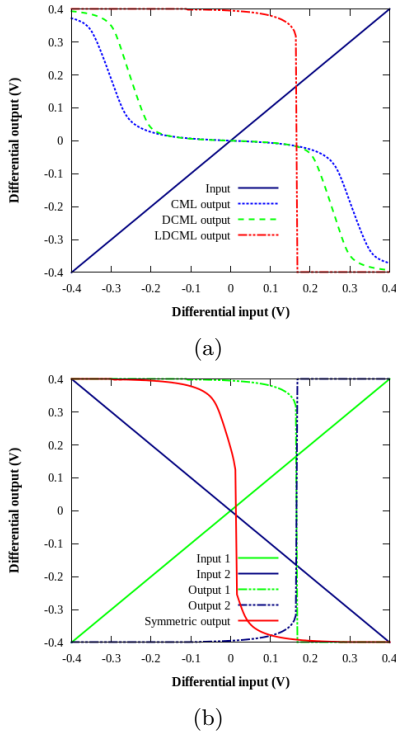 0.4
0.3
0.2
0.1
0
-0.1
-0.2
-0.3
-0.4
Differential output (V)
Input
CML output
DCML output
LDCML output
-0.4 -0.3 -0.2 -0.1 0 0.1 0.2 0.3 0.4
Differential input (V)
(a)
0.4
0.3
0.2
0.1
0
-0.1
-0.2
-0.3
-0.4
Differential output (V)
Input 1
Input 2
Output 1
Output 2
Symmetric output
-0.4 -0.3 -0.2 -0.1 0 0.1 0.2 0.3 0.4
Differential input (V)
(b)